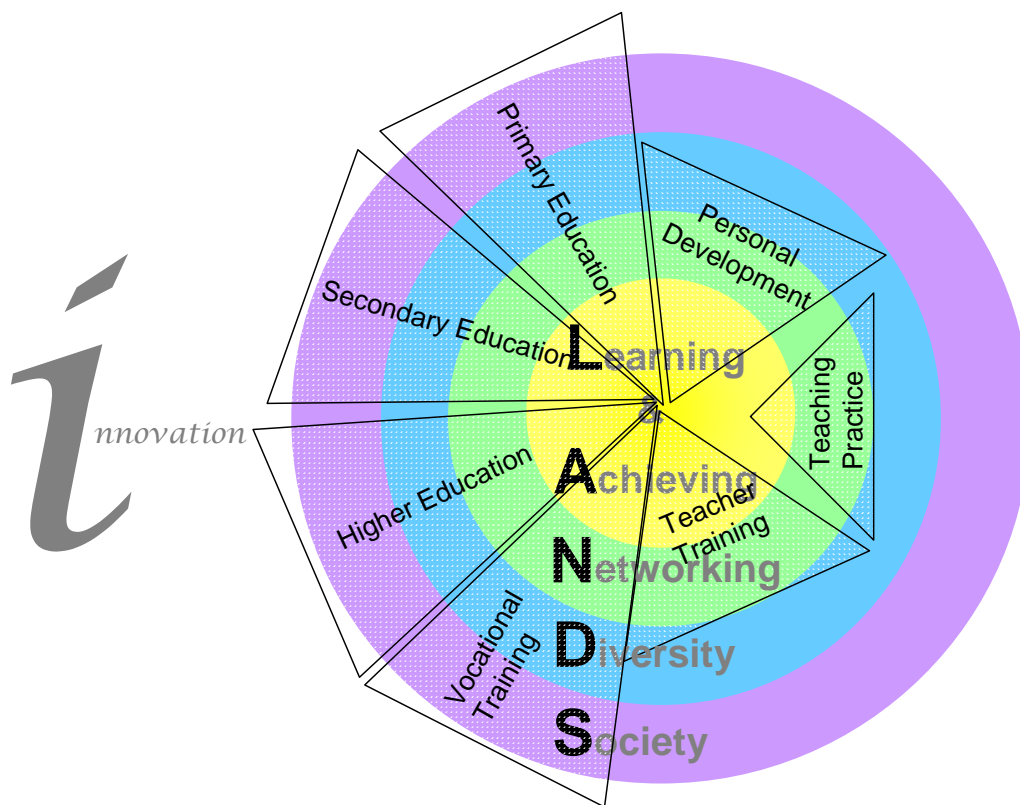 innovation
Primary Education
Secondary Education
Higher Education
Vocational
Training
Personal
Development
Teaching
Practice
Teacher
Training
Learning
&
Achieving
Networking
Diversity
Society